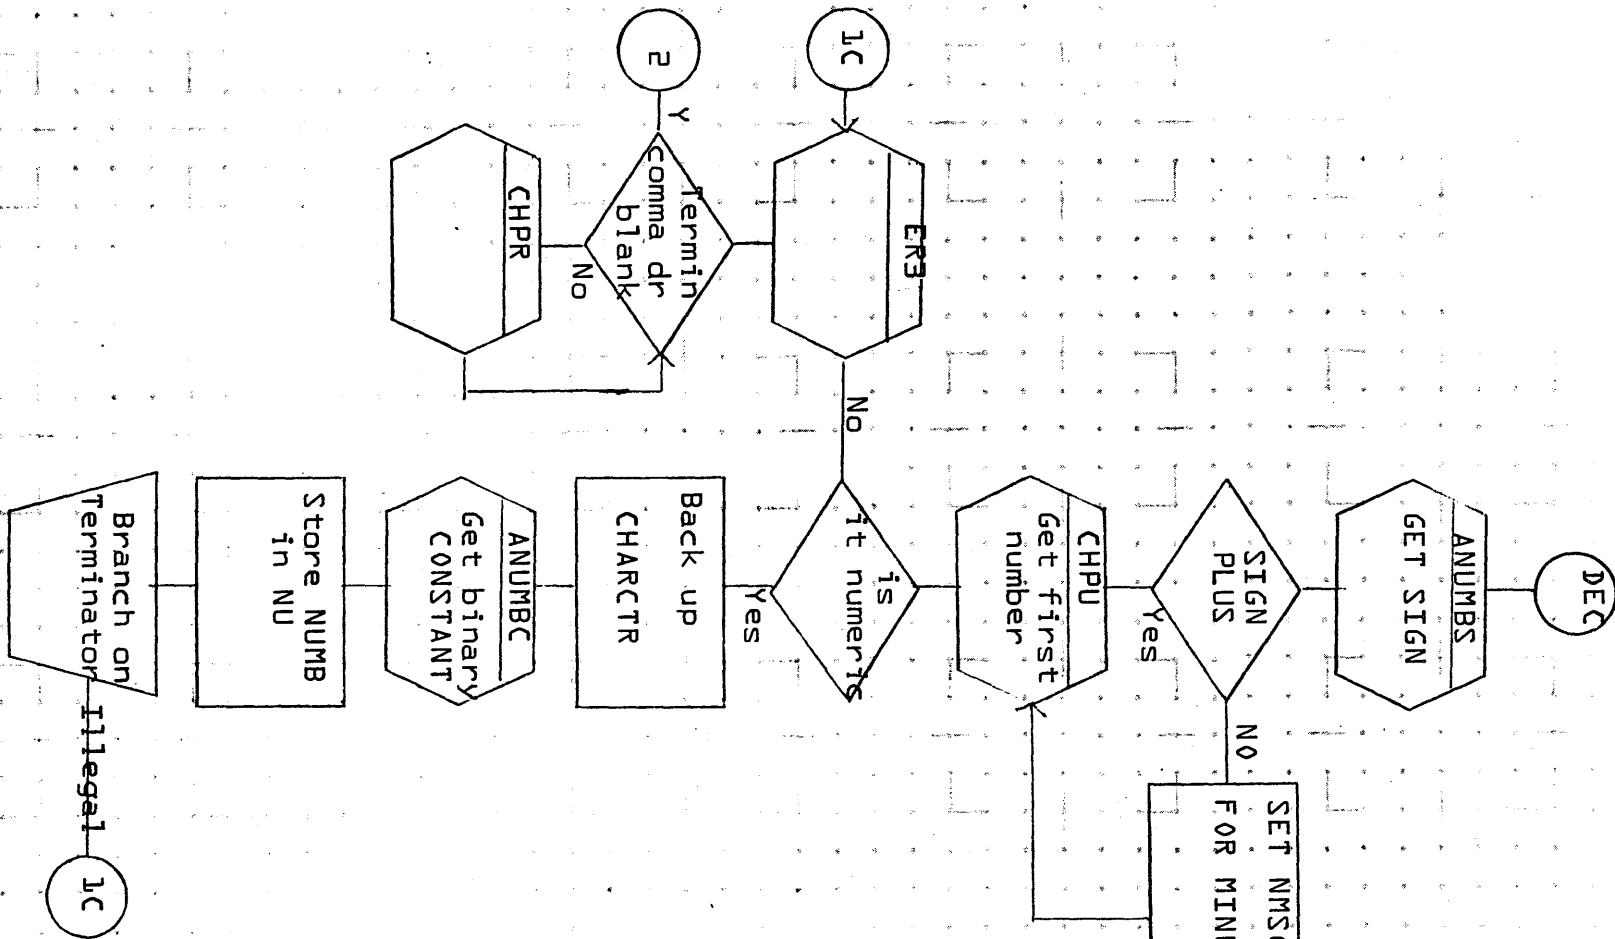 DEC
ANUMBS
GET SIGN
SIGN
PLUS
NO
Yes
SET NMSG
FOR MIN
CHPU
Get first
number
is
it numeric
No
Yes
1C
ER3
Termin
comma dr
blank
Y
2
No
CHPR
Back up
CHARCTR
ANUMBC
Get binary
CONSTANT
Store NUMB
in NU
Branch on
Terminator
Illegal
1C